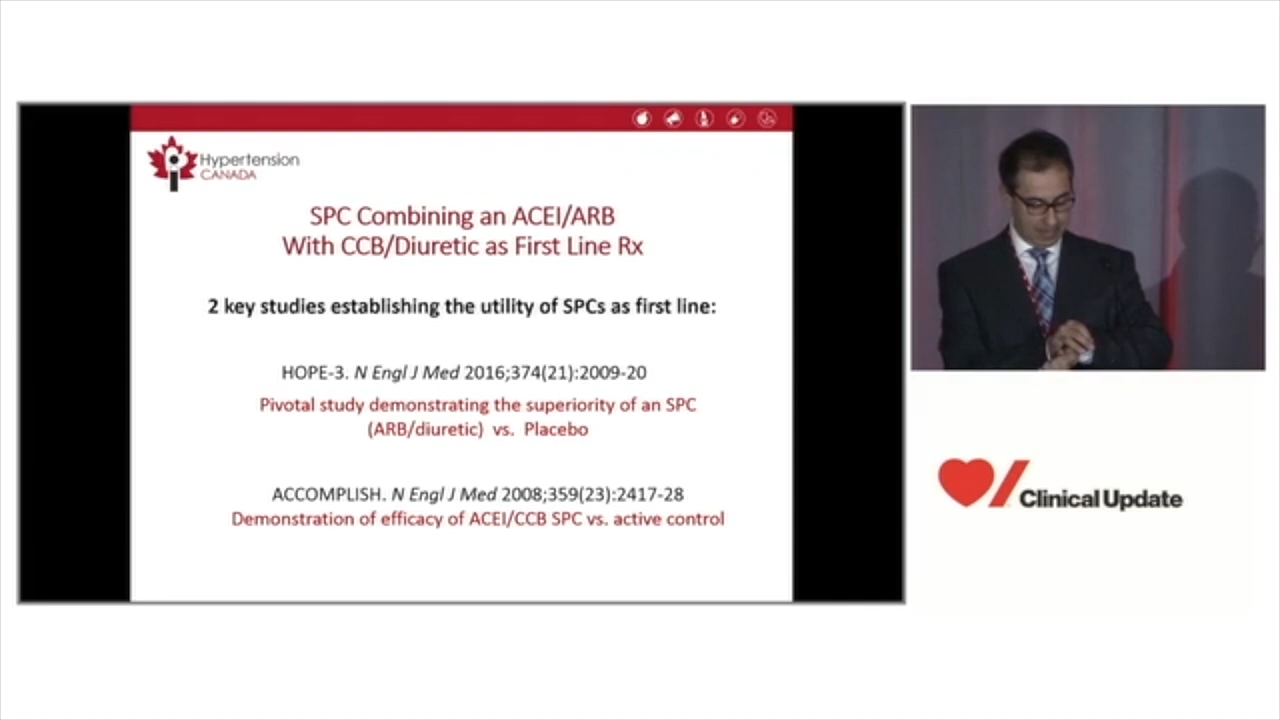 Hypertension
CANADA
SPC Combining an ACEI/ARB
With CCB/Diuretic as First Line Rx
2 key studies establishing the utility of SPCs as first line:
HOPE-3. N Engl J Med 2016;374(21):2009-20
Pivotal study demonstrating the superiority of an SPC
(ARB/diuretic) vs. Placebo
ACCOMPLISH. N Engl J Med 2008;359(23):2417-28
Demonstration of efficacy of ACEI/CCB SPC vs. active control
Clinical Update